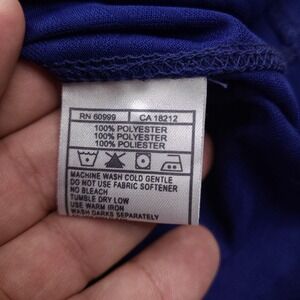 RN 60999 CA 18212
100% POLYESTER
100% POLYESTER
100% POLIESTER
MACHINE WASH COLD GENTLE
DO NOT USE FABRIC SOFTENER
NO BLEACH
TUMBLE DRY LOW
USE WARM IRON
WASH DARKS SEPARATELY